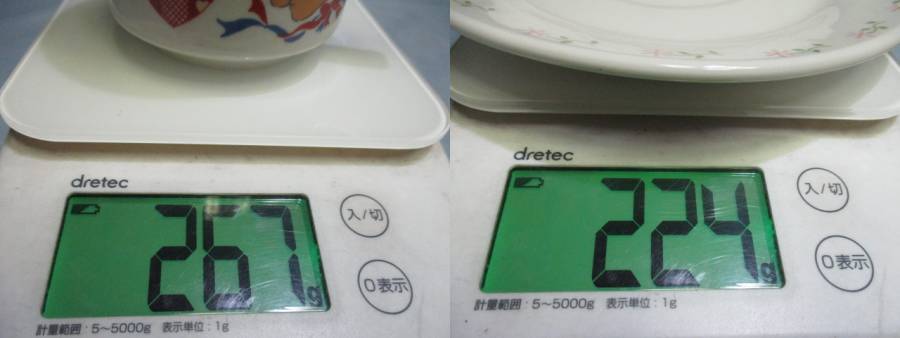 dretec
267g
入/切
0表示
計量範囲：5～5000g 表示単位：1g
dretec
224g
入/切
0表示
計量範囲：5～5000g 表示単位：1g